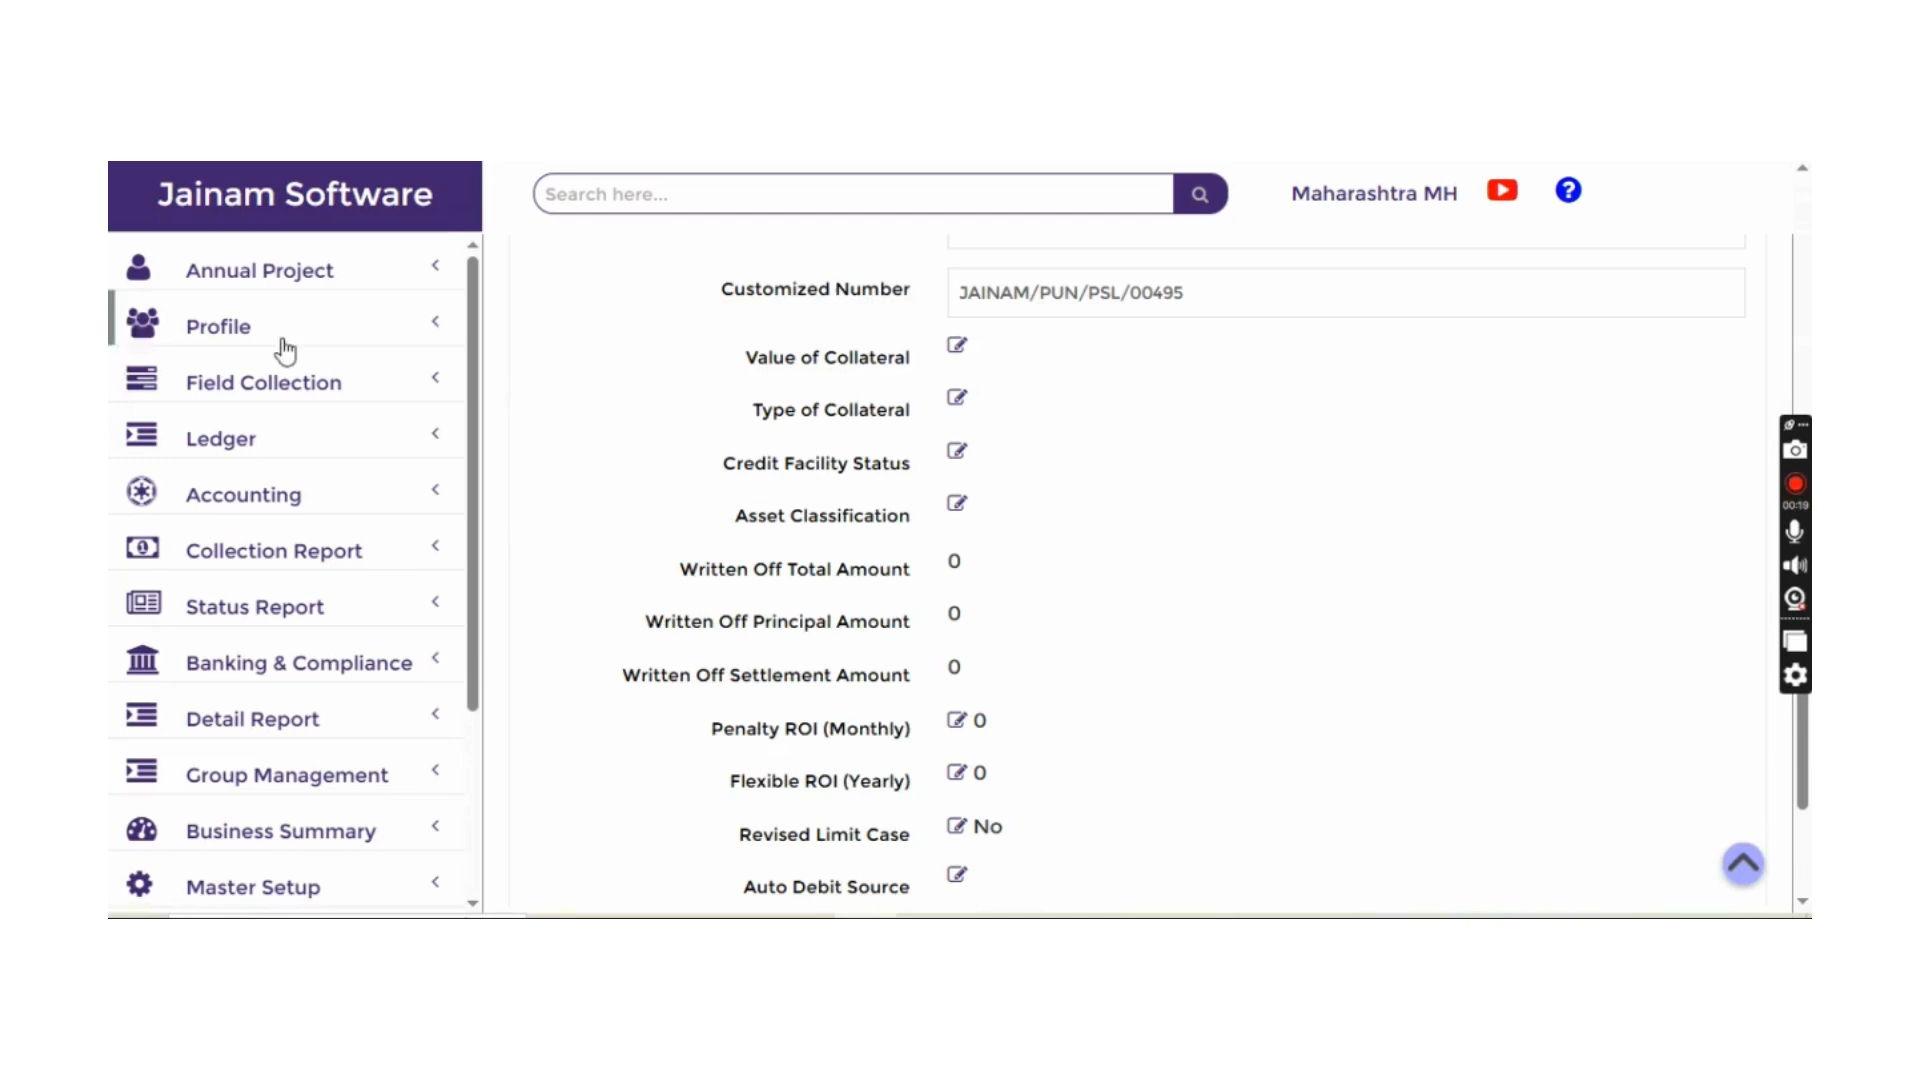 Jainam Software
Search here...
Maharashtra MH
?
Annual Project
Profile
Field Collection
Ledger
Accounting
Collection Report
Status Report
Banking & Compliance
Detail Report
Group Management
Business Summary
Master Setup
Customized Number JAINAM/PUN/PSL/00495
Value of Collateral
Type of Collateral
Credit Facility Status
Asset Classification
Written Off Total Amount 0
Written Off Principal Amount 0
Written Off Settlement Amount 0
Penalty ROI (Monthly) 0
Flexible ROI (Yearly) 0
Revised Limit Case No
Auto Debit Source
00:19